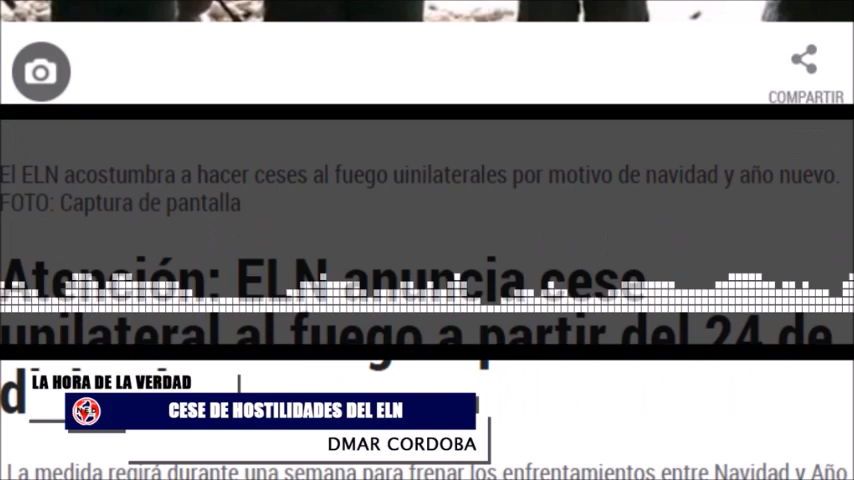 COMPARTIR
El ELN acostumbra a hacer ceses al fuego uinilaterales por motivo de navidad y año nuevo.
FOTO: Captura de pantalla
Atención: ELN anuncia cese
unilateral al fuego a partir del 24 de
LA HORA DE LA VERDAD
CESE DE HOSTILIDADES DEL ELN
DMAR CORDOBA
La medida regirá durante una semana para frenar los enfrentamientos entre Navidad y Año